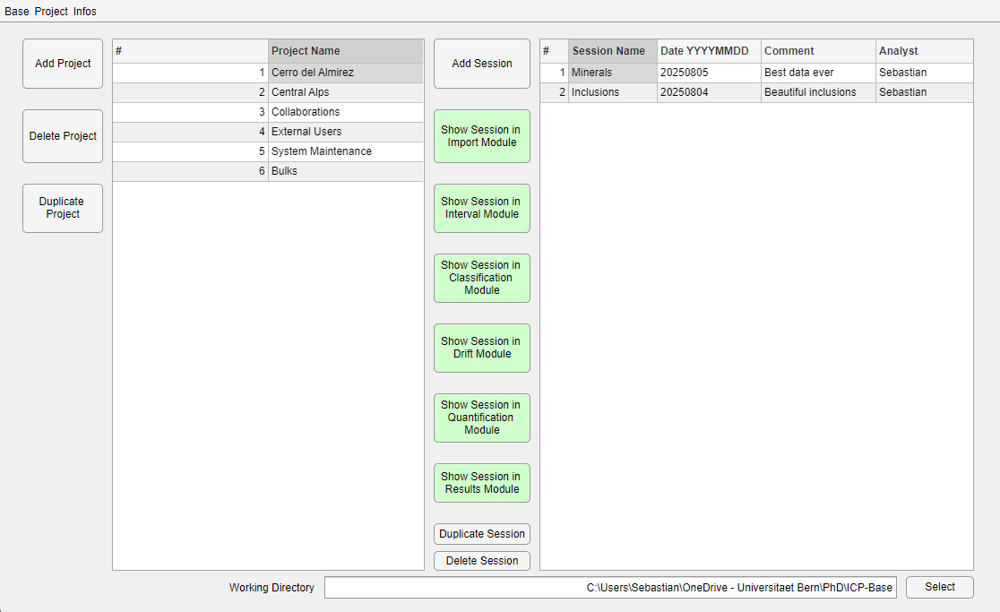 Base Project Infos
Add Project
Delete Project
Duplicate
Project
# Project Name
1 Cerro del Almirez
2 Central Alps
3 Collaborations
4 External Users
5 System Maintenance
6 Bulks
Add Session
Show Session in
Import Module
Show Session in
Interval Module
Show Session in
Classification
Module
Show Session in
Drift Module
Show Session in
Quantification
Module
Show Session in
Results Module
Duplicate Session
Delete Session
# Session Name Date YYYYMMDD Comment Analyst
1 Minerals 20250805 Best data ever Sebastian
2 Inclusions 20250804 Beautiful inclusions Sebastian
Working Directory C:\Users\Sebastian\OneDrive - Universitaet Bern\PhD\ICP-Base Select